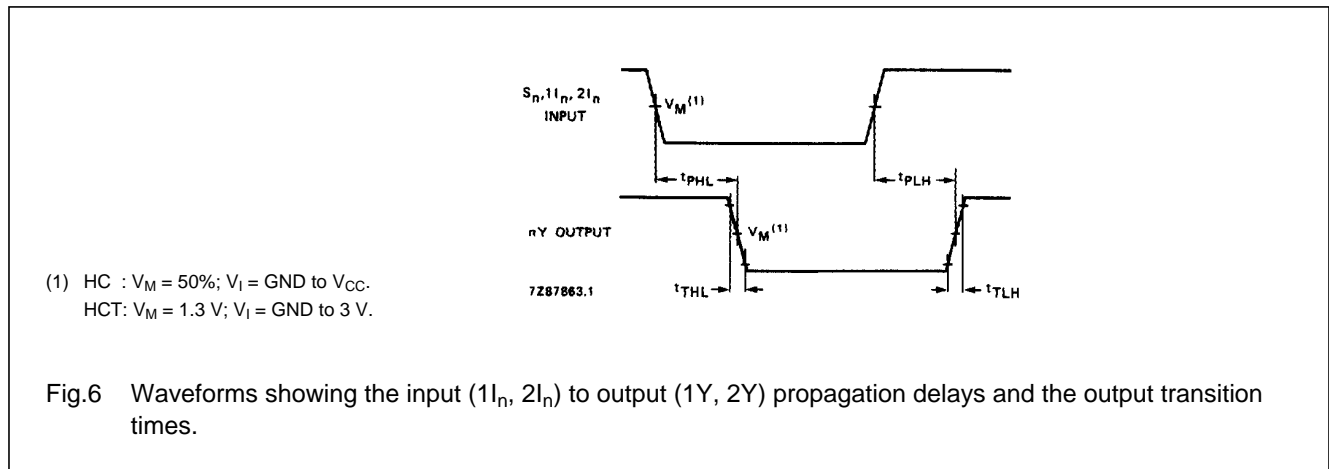 Sn,1In, 2In
INPUT
VM(1)
tPHL
tPLH
nY OUTPUT
VM(1)
(1) HC : VM = 50%; VI = GND to VCC.
HCT: VM = 1.3 V; VI = GND to 3 V.
7Z87863.1
tTHL
tTLH
Fig.6 Waveforms showing the input (1In, 2In) to output (1Y, 2Y) propagation delays and the output transition
times.